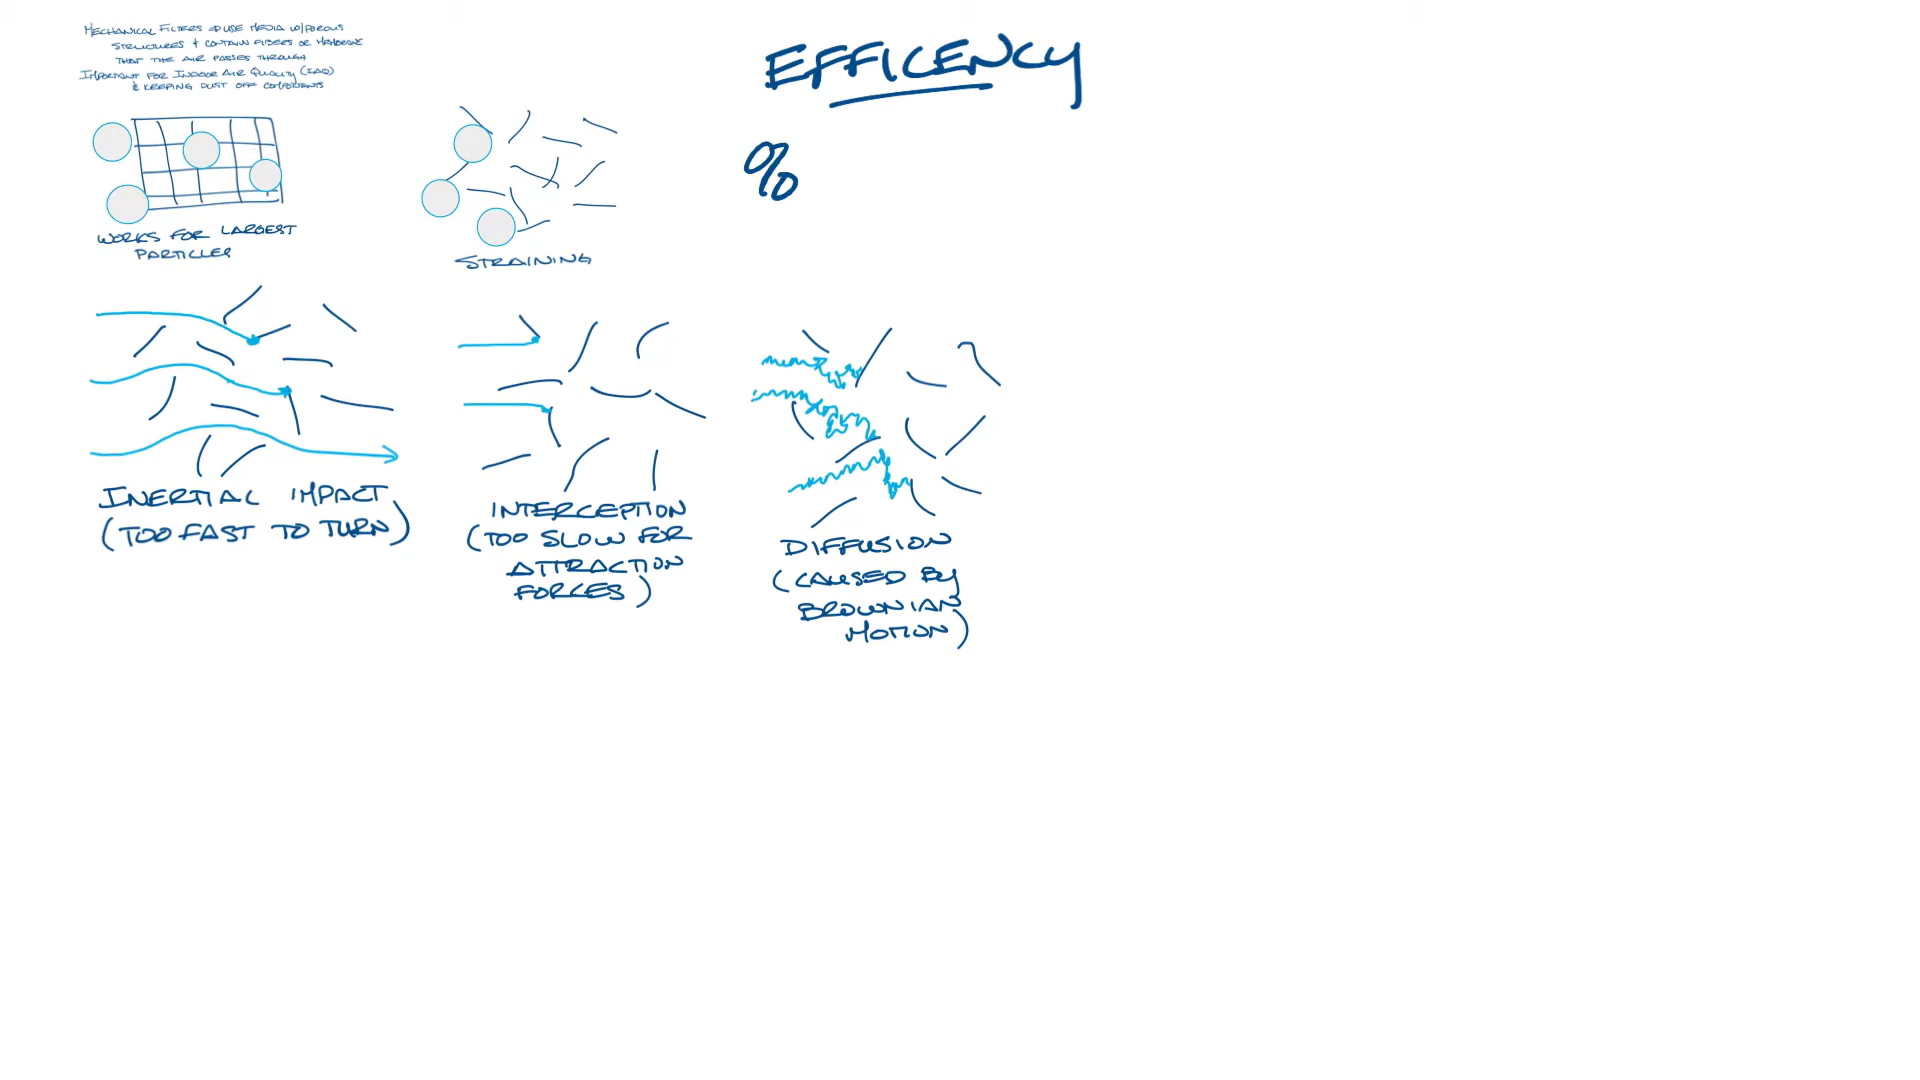 MECHANICAL FILTERS ⇒ USE MEDIA W/POROUS
STRUCTURES & CONTAIN FIBERS OR MEMBRANE
THAT THE AIR PASSES THROUGH
IMPORTANT FOR INDOOR AIR QUALITY (IAQ)
& KEEPING DUST OFF COMPONENTS
EFFICENCY
%
WORKS FOR LARGEST
PARTICLES
STRAINING
INERTIAL IMPACT
(TOO FAST TO TURN)
INTERCEPTION
(TOO SLOW FOR
ATTRACTION
FORCES)
DIFFUSION
(CAUSED BY
BROWNIAN
MOTION)